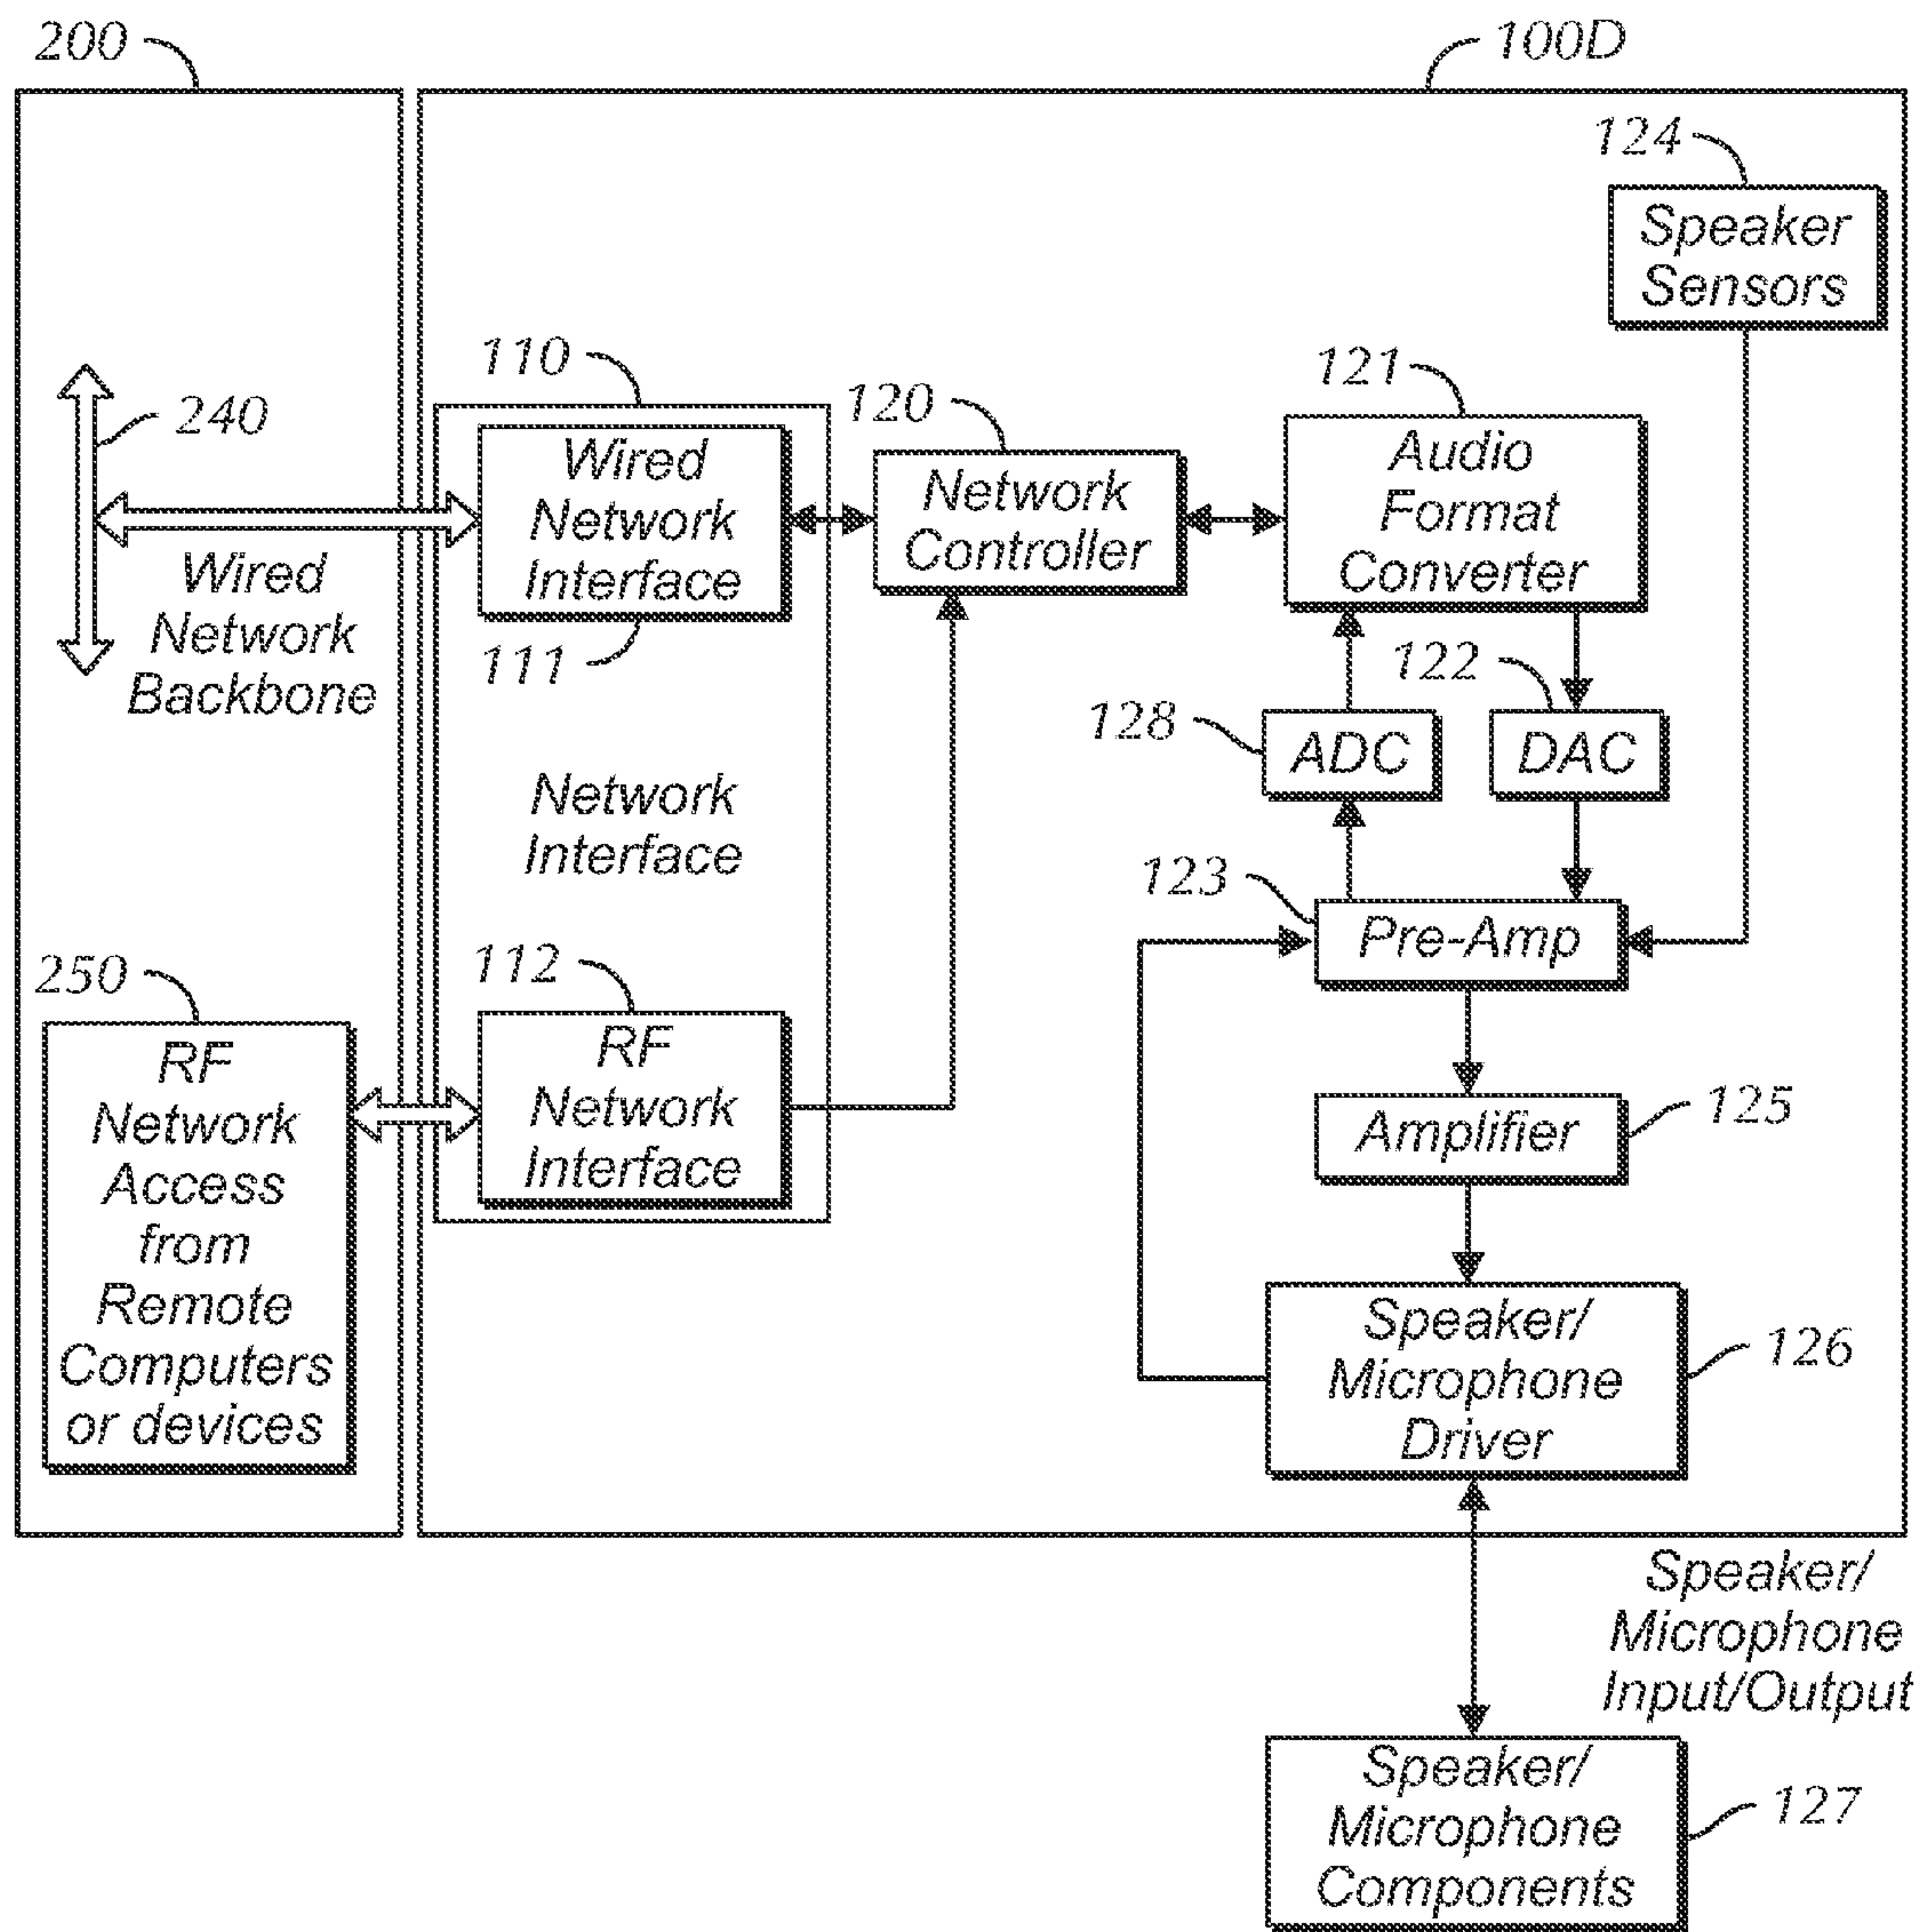 200
100D
124
Speaker
Sensors
110
120
121
240
Wired
Network
Interface
Network
Controller
Audio
Format
Converter
Wired
Network
Backbone
111
122
128
ADC
DAC
Network
Interface
123
Pre-Amp
250
112
RF
Network
Access
from
Remote
Computers
or devices
RF
Network
Interface
Amplifier
125
Speaker/
Microphone
Driver
126
Speaker/
Microphone
Input/Output
Speaker/
Microphone
Components
127